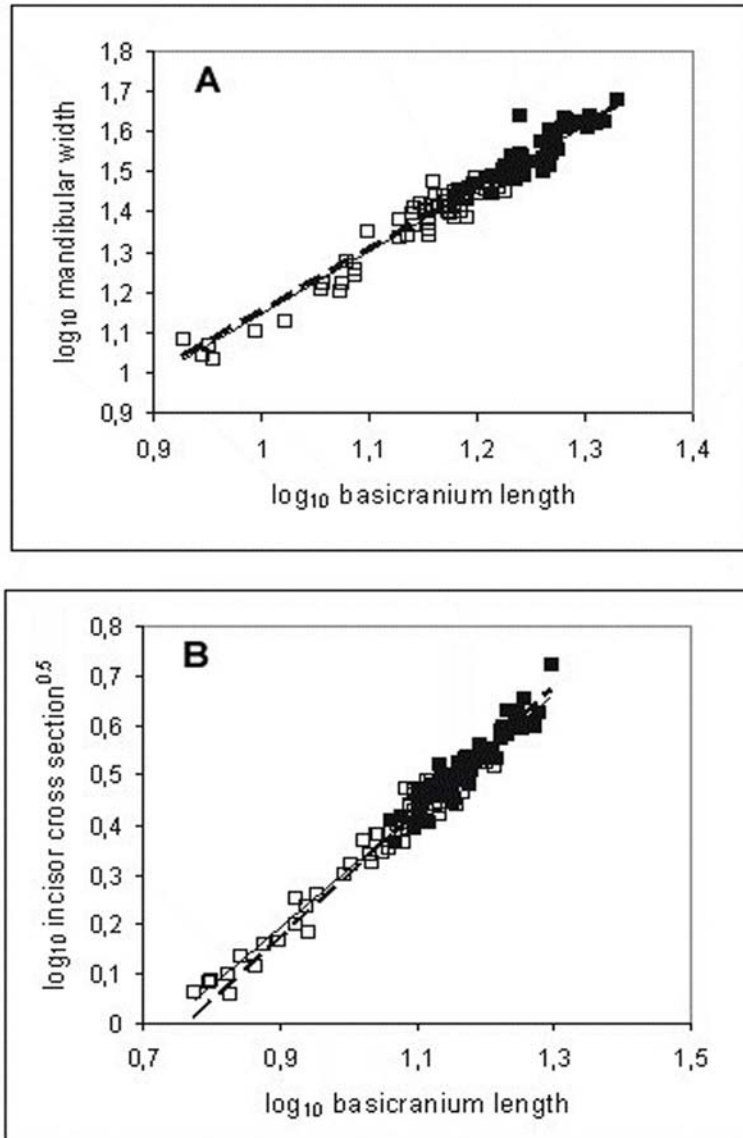 A
log₁₀ mandibular width
1,8
1,7
1,6
1,5
1,4
1,3
1,2
1,1
1
0,9
0,9 1 1,1 1,2 1,3 1,4
log₁₀ basicranium length
B
log₁₀ incisor cross section⁰·⁵
0,8
0,7
0,6
0,5
0,4
0,3
0,2
0,1
0
0,7 0,9 1,1 1,3 1,5
log₁₀ basicranium length